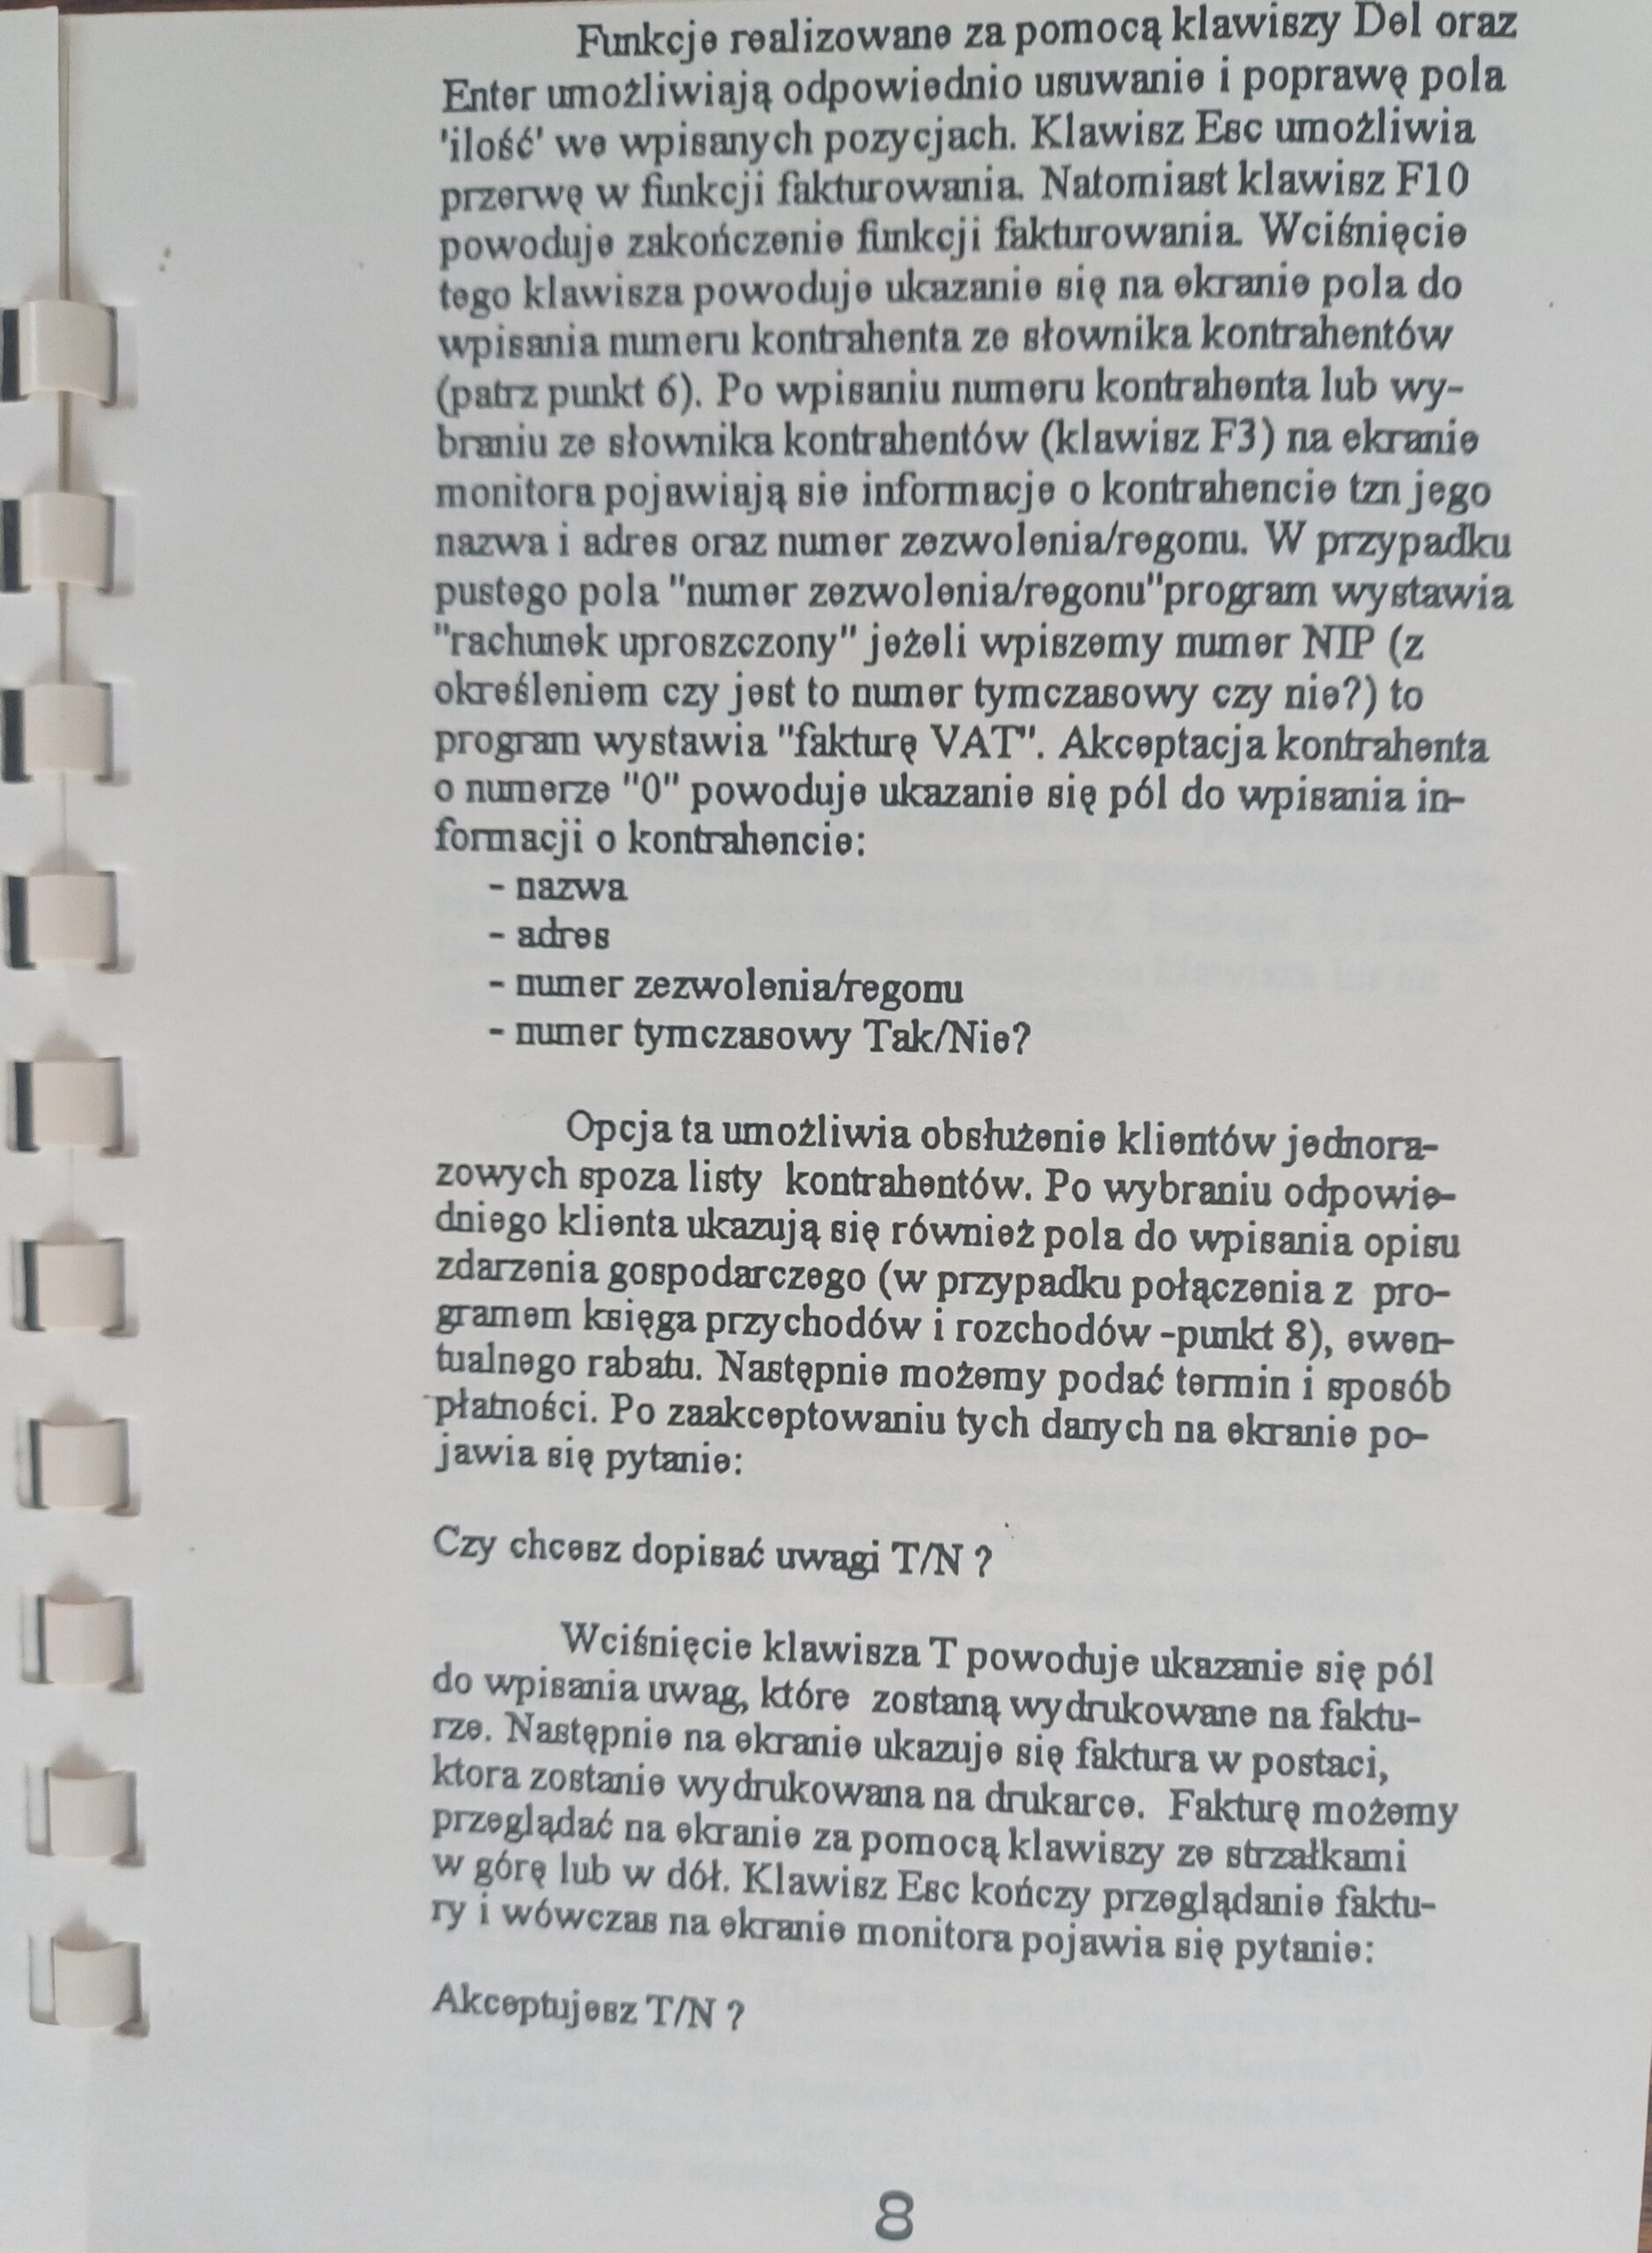 Funkcje realizowane za pomocą klawiszy Del oraz
Enter umożliwiają odpowiednio usuwanie i poprawę pola
'ilość' we wpisanych pozycjach. Klawisz Esc umożliwia
przerwę w funkcji fakturowania. Natomiast klawisz F10
powoduje zakończenie funkcji fakturowania. Wciśnięcie
tego klawisza powoduje ukazanie się na ekranie pola do
wpisania numeru kontrahenta ze słownika kontrahentów
(patrz punkt 6). Po wpisaniu numeru kontrahenta lub wy-
braniu ze słownika kontrahentów (klawisz F3) na ekranie
monitora pojawiają sie informacje o kontrahencie tzn jego
nazwa i adres oraz numer zezwolenia/regonu. W przypadku
pustego pola "numer zezwolenia/regonu"program wystawia
"rachunek uproszczony" jeżeli wpiszemy numer NIP (z
określeniem czy jest to numer tymczasowy czy nie?) to
program wystawia "fakturę VAT". Akceptacja kontrahenta
o numerze "0" powoduje ukazanie się pól do wpisania in-
formacji o kontrahencie:
- nazwa
- adres
- numer zezwolenia/regonu
- numer tymczasowy Tak/Nie?
Opcja ta umożliwia obsłużenie klientów jednora-
zowych spoza listy kontrahentów. Po wybraniu odpowie-
dniego klienta ukazują się również pola do wpisania opisu
zdarzenia gospodarczego (w przypadku połączenia z pro-
gramem księga przychodów i rozchodów -punkt 8), ewen-
tualnego rabatu. Następnie możemy podać termin i sposób
płatności. Po zaakceptowaniu tych danych na ekranie po-
jawia się pytanie:
Czy chcesz dopisać uwagi T/N ?
Wciśnięcie klawisza T powoduje ukazanie się pól
do wpisania uwag, które zostaną wydrukowane na faktu-
rze. Następnie na ekranie ukazuje się faktura w postaci,
ktora zostanie wydrukowana na drukarce. Fakturę możemy
przeglądać na ekranie za pomocą klawiszy ze strzałkami
w górę lub w dół. Klawisz Esc kończy przeglądanie faktu-
ry i wówczas na ekranie monitora pojawia się pytanie:
Akceptujesz T/N ?
8